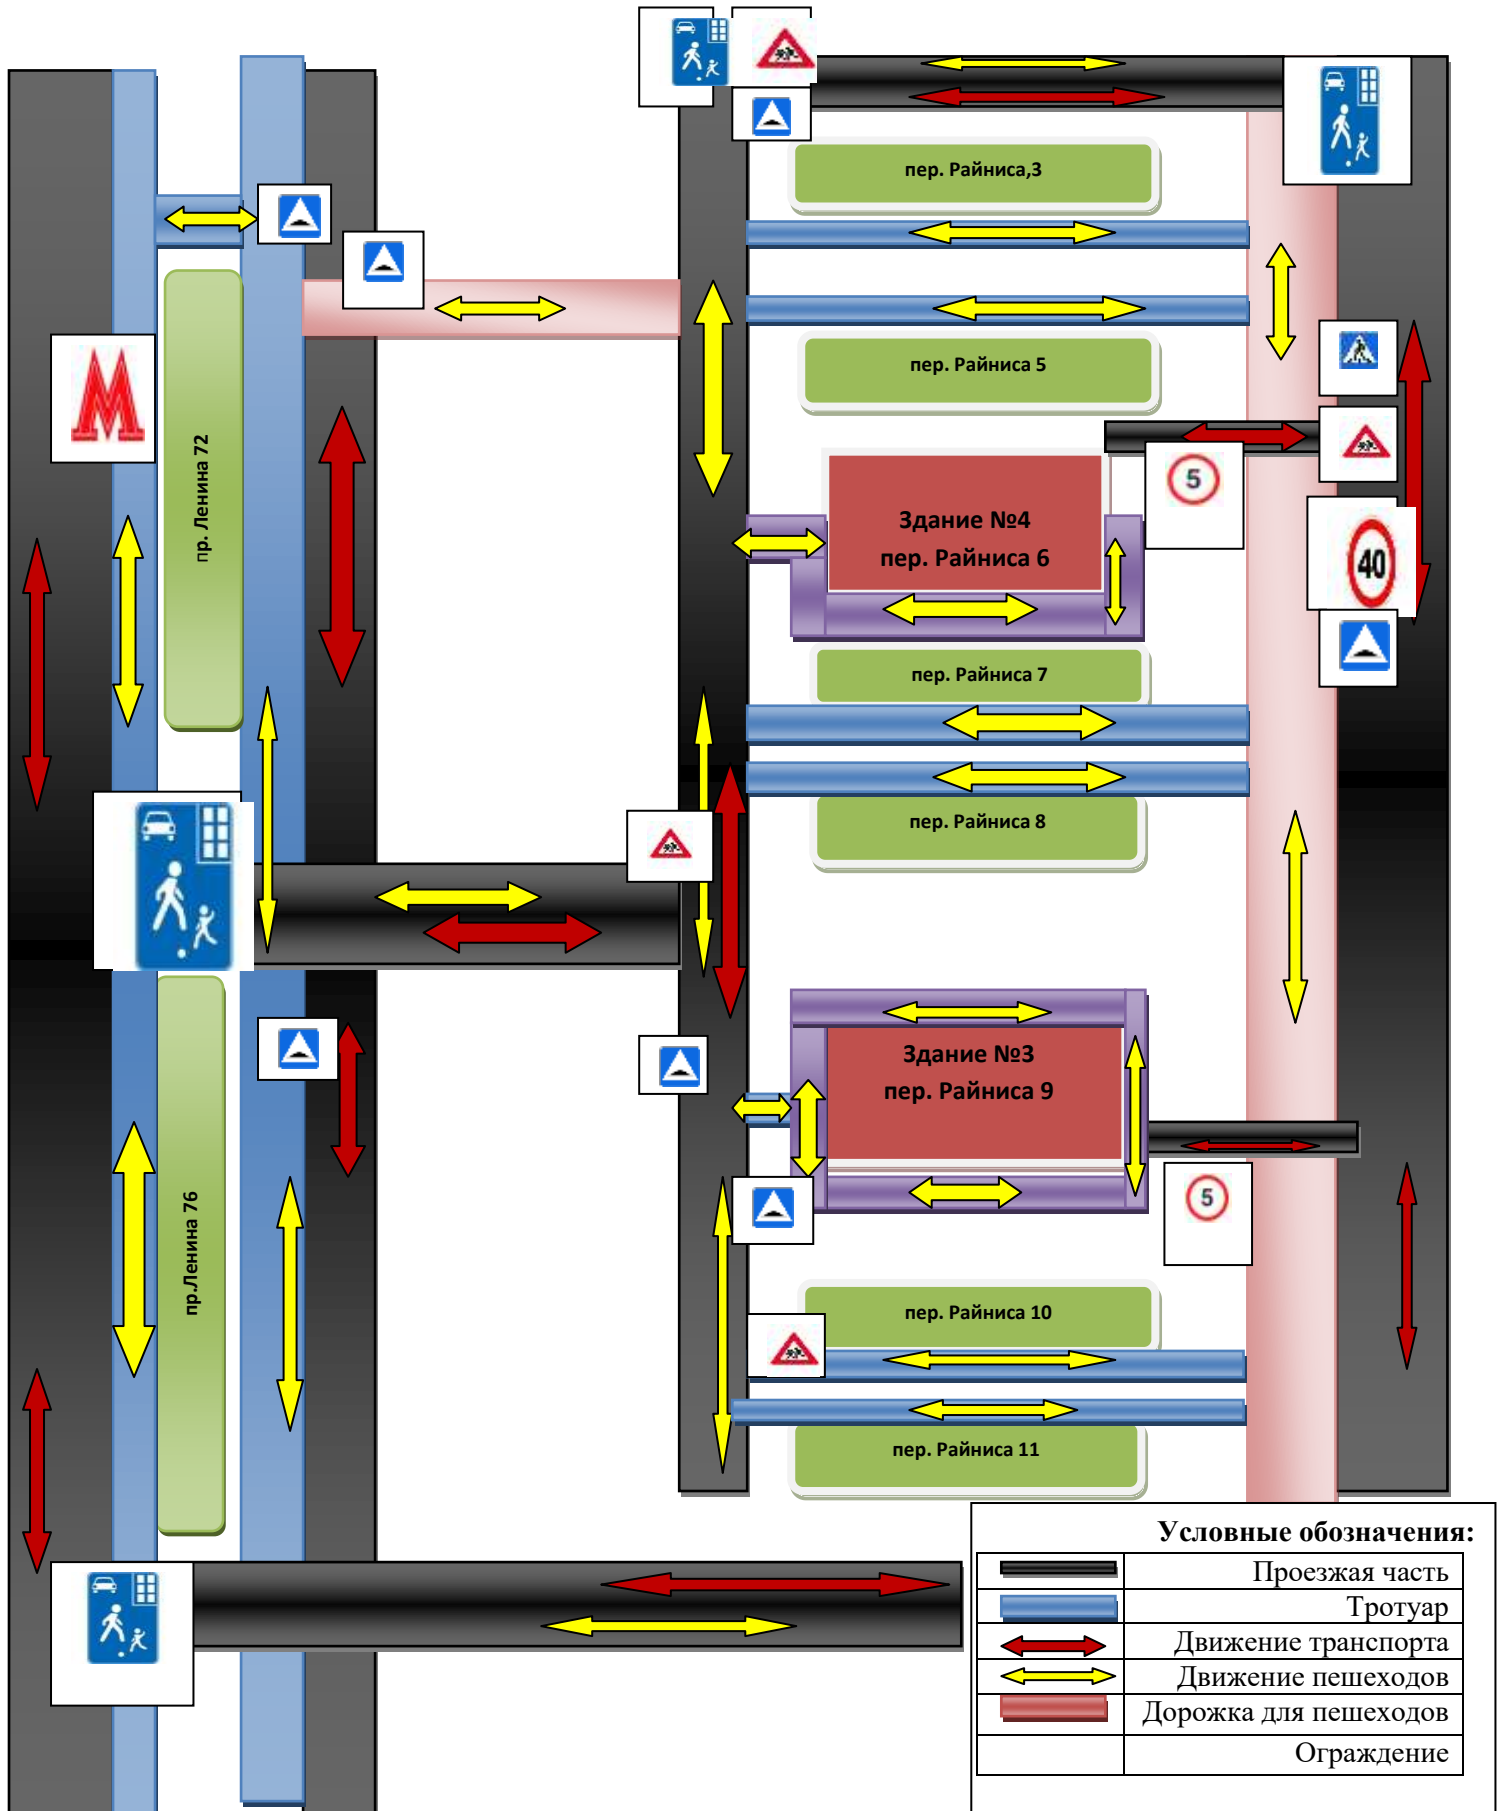 пер. Райниса,3
пер. Райниса 5
М
пр. Ленина 72
5
Здание №4
пер. Райниса 6
40
пер. Райниса 7
пер. Райниса 8
Здание №3
пер. Райниса 9
5
пр.Ленина 76
пер. Райниса 10
пер. Райниса 11
Условные обозначения:
Проезжая часть
Тротуар
Движение транспорта
Движение пешеходов
Дорожка для пешеходов
Ограждение